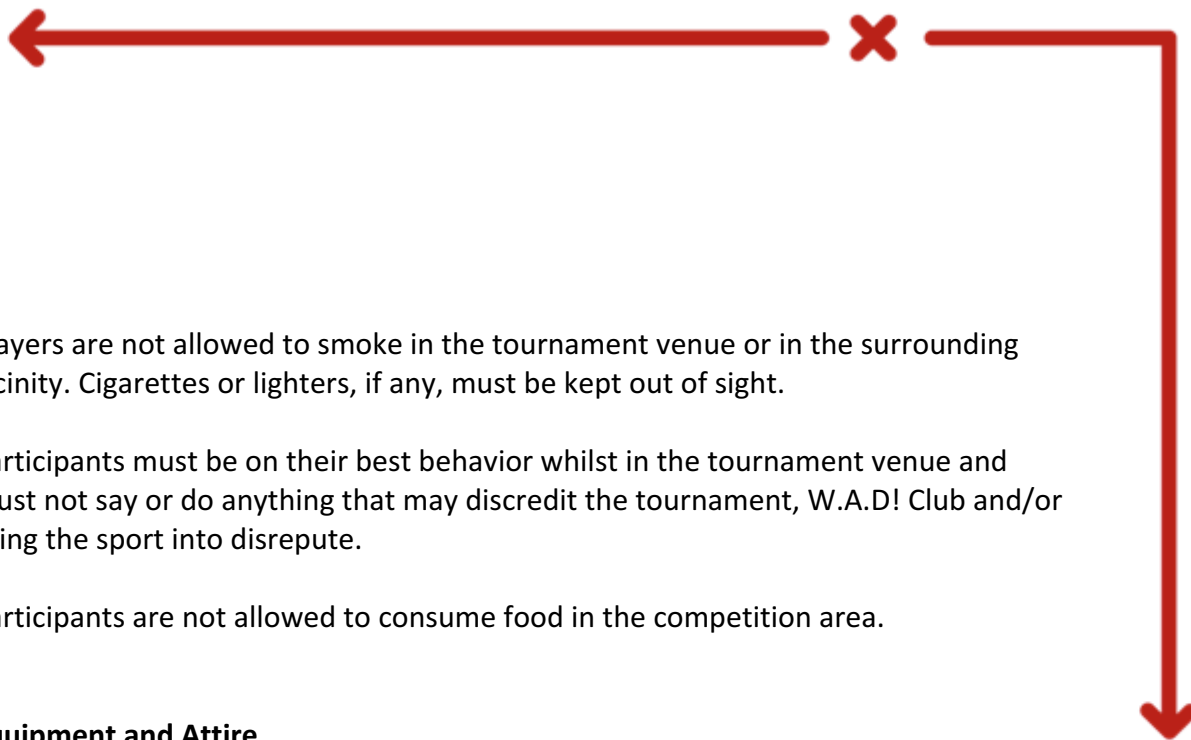 ayers are not allowed to smoke in the tournament venue or in the surrounding
cinity. Cigarettes or lighters, if any, must be kept out of sight.
articipants must be on their best behavior whilst in the tournament venue and
ust not say or do anything that may discredit the tournament, W.A.D! Club and/or
ing the sport into disrepute.
articipants are not allowed to consume food in the competition area.
quipment and Attire